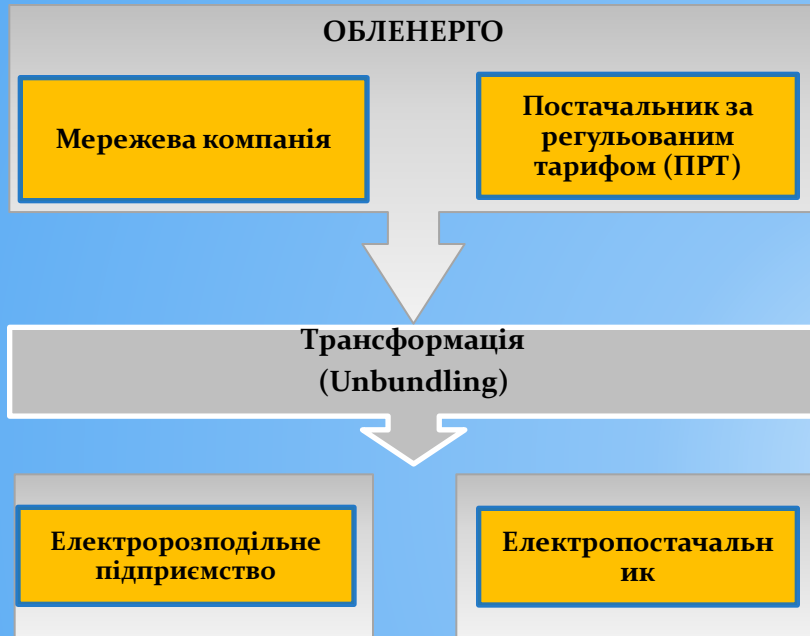 ОБЛЕНЕРГО
Мережева компанія
Постачальник за
регульованим
тарифом (ПРТ)
Трансформація
(Unbundling)
Електророзподільне
підприємство
Електропостачальн
ик